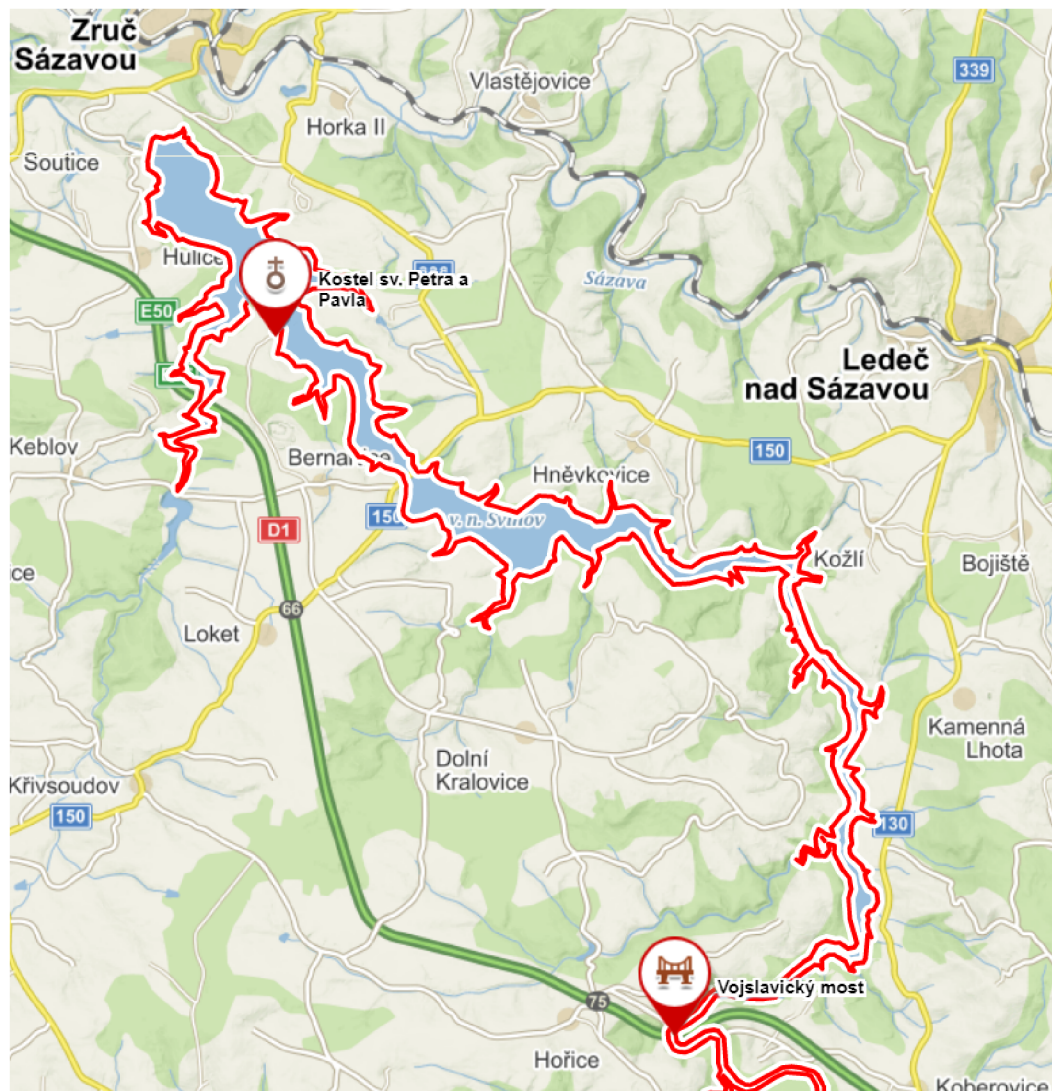 Zruč
Sázavou
Vlastějovice
339
Horka II
Soutice
Hulice
Sázava
Kostel sv. Petra a
Pavla
E50
Ledeč
nad Sázavou
Keblov
Bernartice
150
Hněvkovice
150
v. n. Švihov
D1
Kožlí
Bojiště
ce
66
Loket
Kamenná
Lhota
Dolní
Kralovice
Křivsoudov
150
130
Vojslavický most
75
Hořice
Koberovice